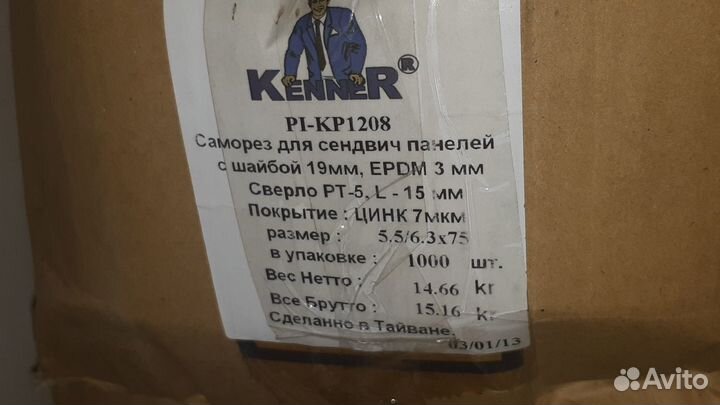 KENNER®
PI-KP1208
Саморез для сендвич панелей
с шайбой 19мм, EPDM 3 мм
Сверло PT-5, L - 15 мм
Покрытие : ЦИНК 7мкм
размер : 5.5/6.3x75
в упаковке : 1000 шт.
Вес Нетто : 14.66 kr
Все Брутто : 15.16 kr
Сделанно в Тайване.
03/01/13
Avito